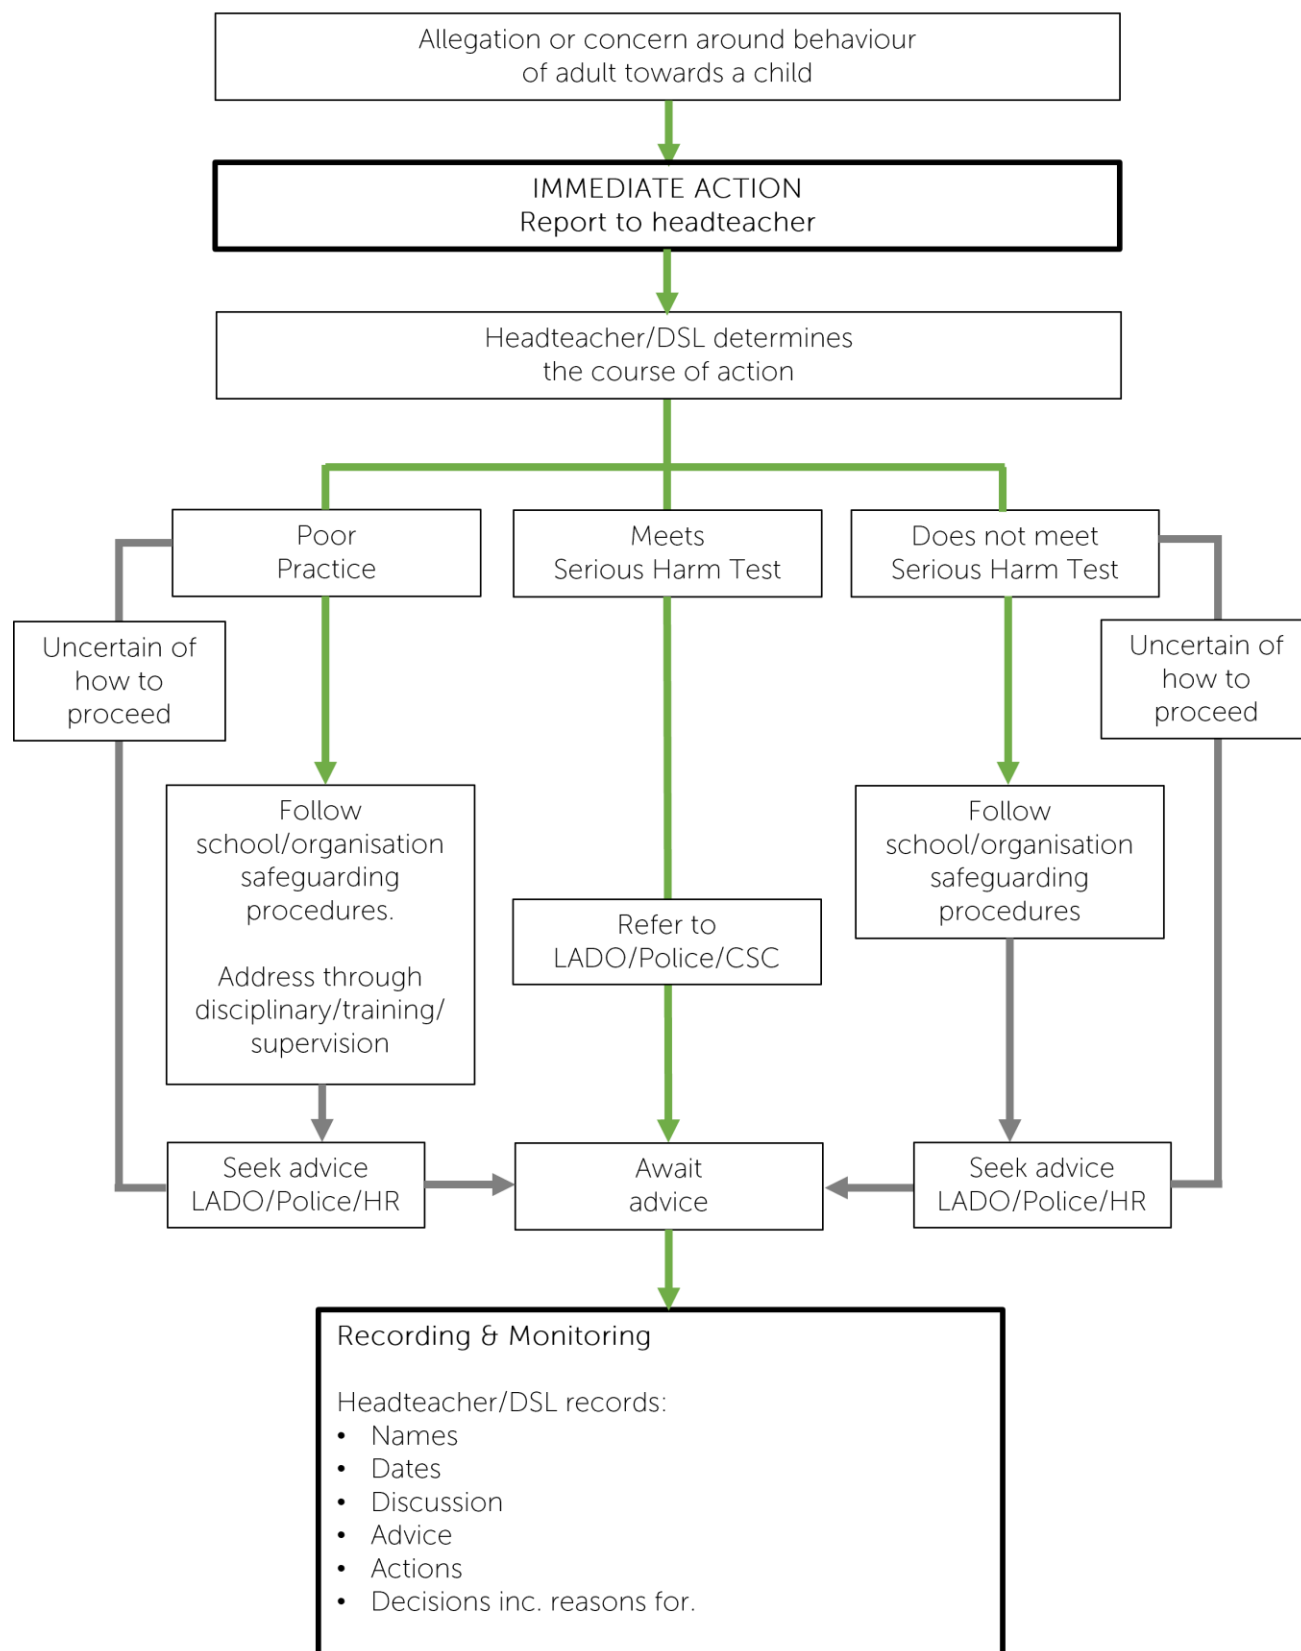 Allegation or concern around behaviour
of adult towards a child
IMMEDIATE ACTION
Report to headteacher
Headteacher/DSL determines
the course of action
Poor
Practice
Meets
Serious Harm Test
Does not meet
Serious Harm Test
Uncertain of
how to
proceed
Uncertain of
how to
proceed
Follow
school/organisation
safeguarding
procedures.
Address through
disciplinary/training/
supervision
Refer to
LADO/Police/CSC
Follow
school/organisation
safeguarding
procedures
Seek advice
LADO/Police/HR
Await
advice
Seek advice
LADO/Police/HR
Recording & Monitoring
Headteacher/DSL records:
• Names
• Dates
• Discussion
• Advice
• Actions
• Decisions inc. reasons for.